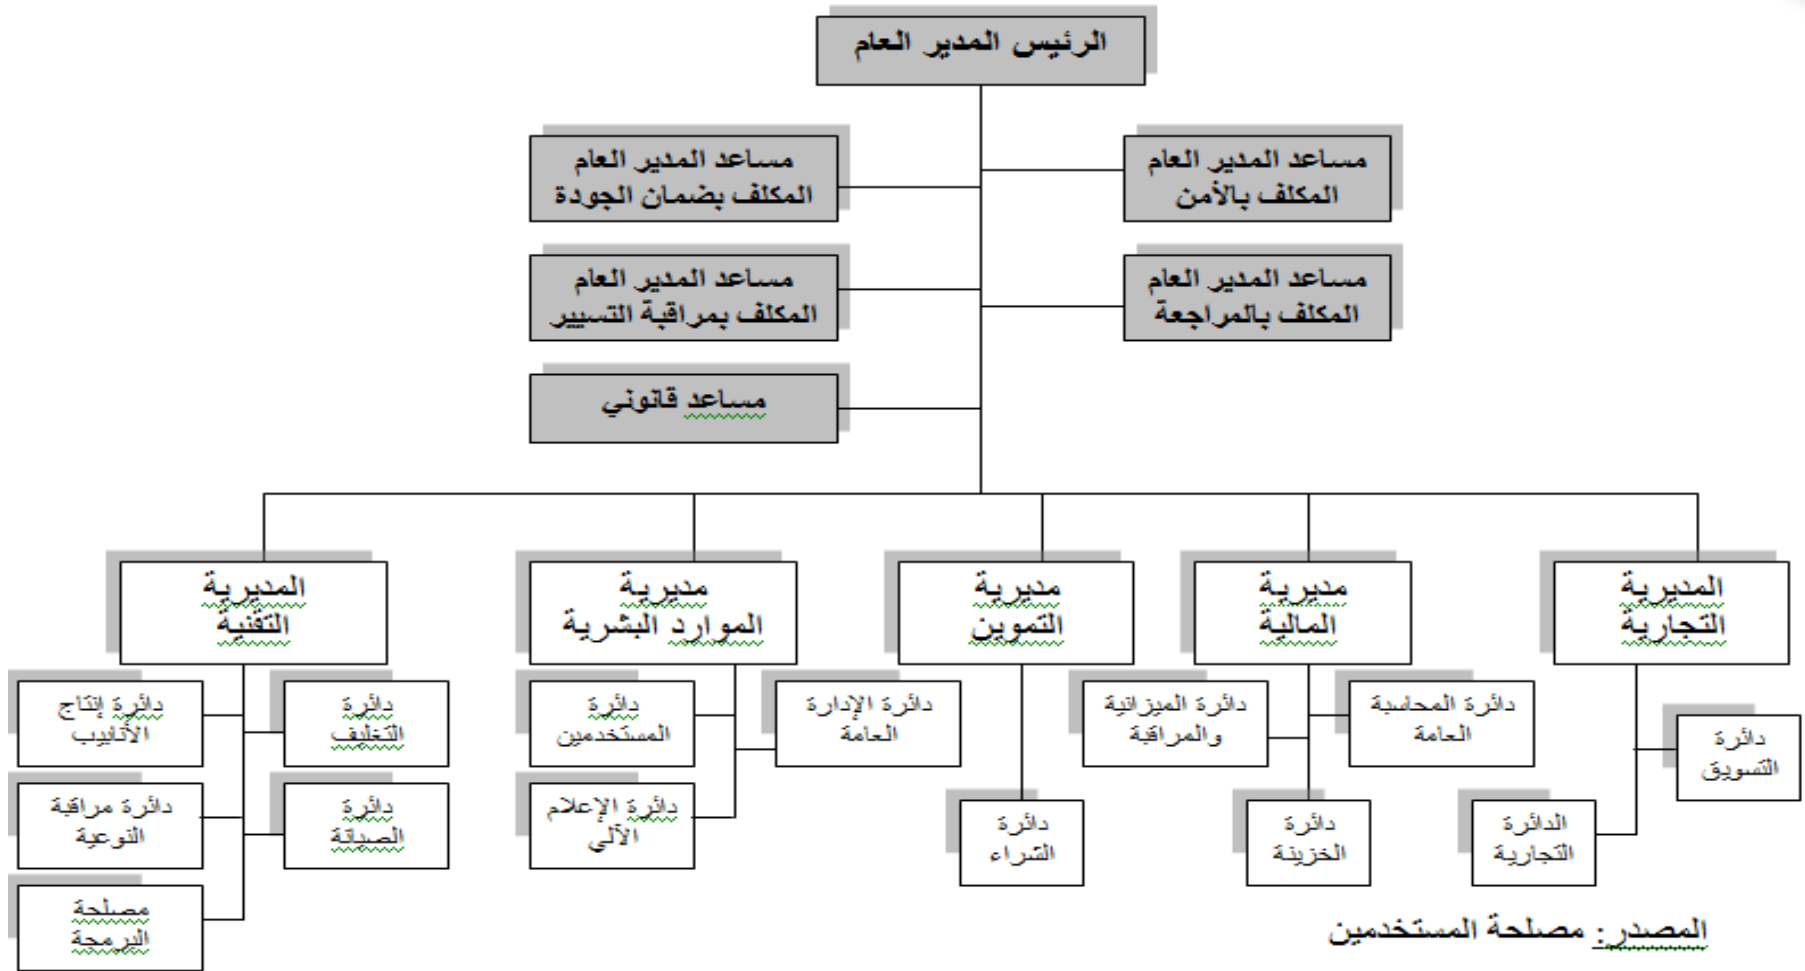 الرئيس المدير العام
مساعد المدير العام
المكلف بالأمن
مساعد المدير العام
المكلف بضمان الجودة
مساعد المدير العام
المكلف بالمراجعة
مساعد المدير العام
المكلف بمراقبة التسيير
مساعد قانوني
المديرية
التجارية
مديرية
المالية
مديرية
التموين
مديرية
الموارد البشرية
المديرية
التقنية
دائرة
التسويق
الدائرة
التجارية
دائرة المحاسبة
العامة
دائرة الميزانية
والمراقبة
دائرة
الخزينة
دائرة
الشراء
دائرة الإدارة
العامة
دائرة
المستخدمين
دائرة الإعلام
الآلي
دائرة
التغليف
دائرة إنتاج
الأنابيب
دائرة
الصيانة
دائرة مراقبة
النوعية
مصلحة
البرمجة
المصدر: مصلحة المستخدمين